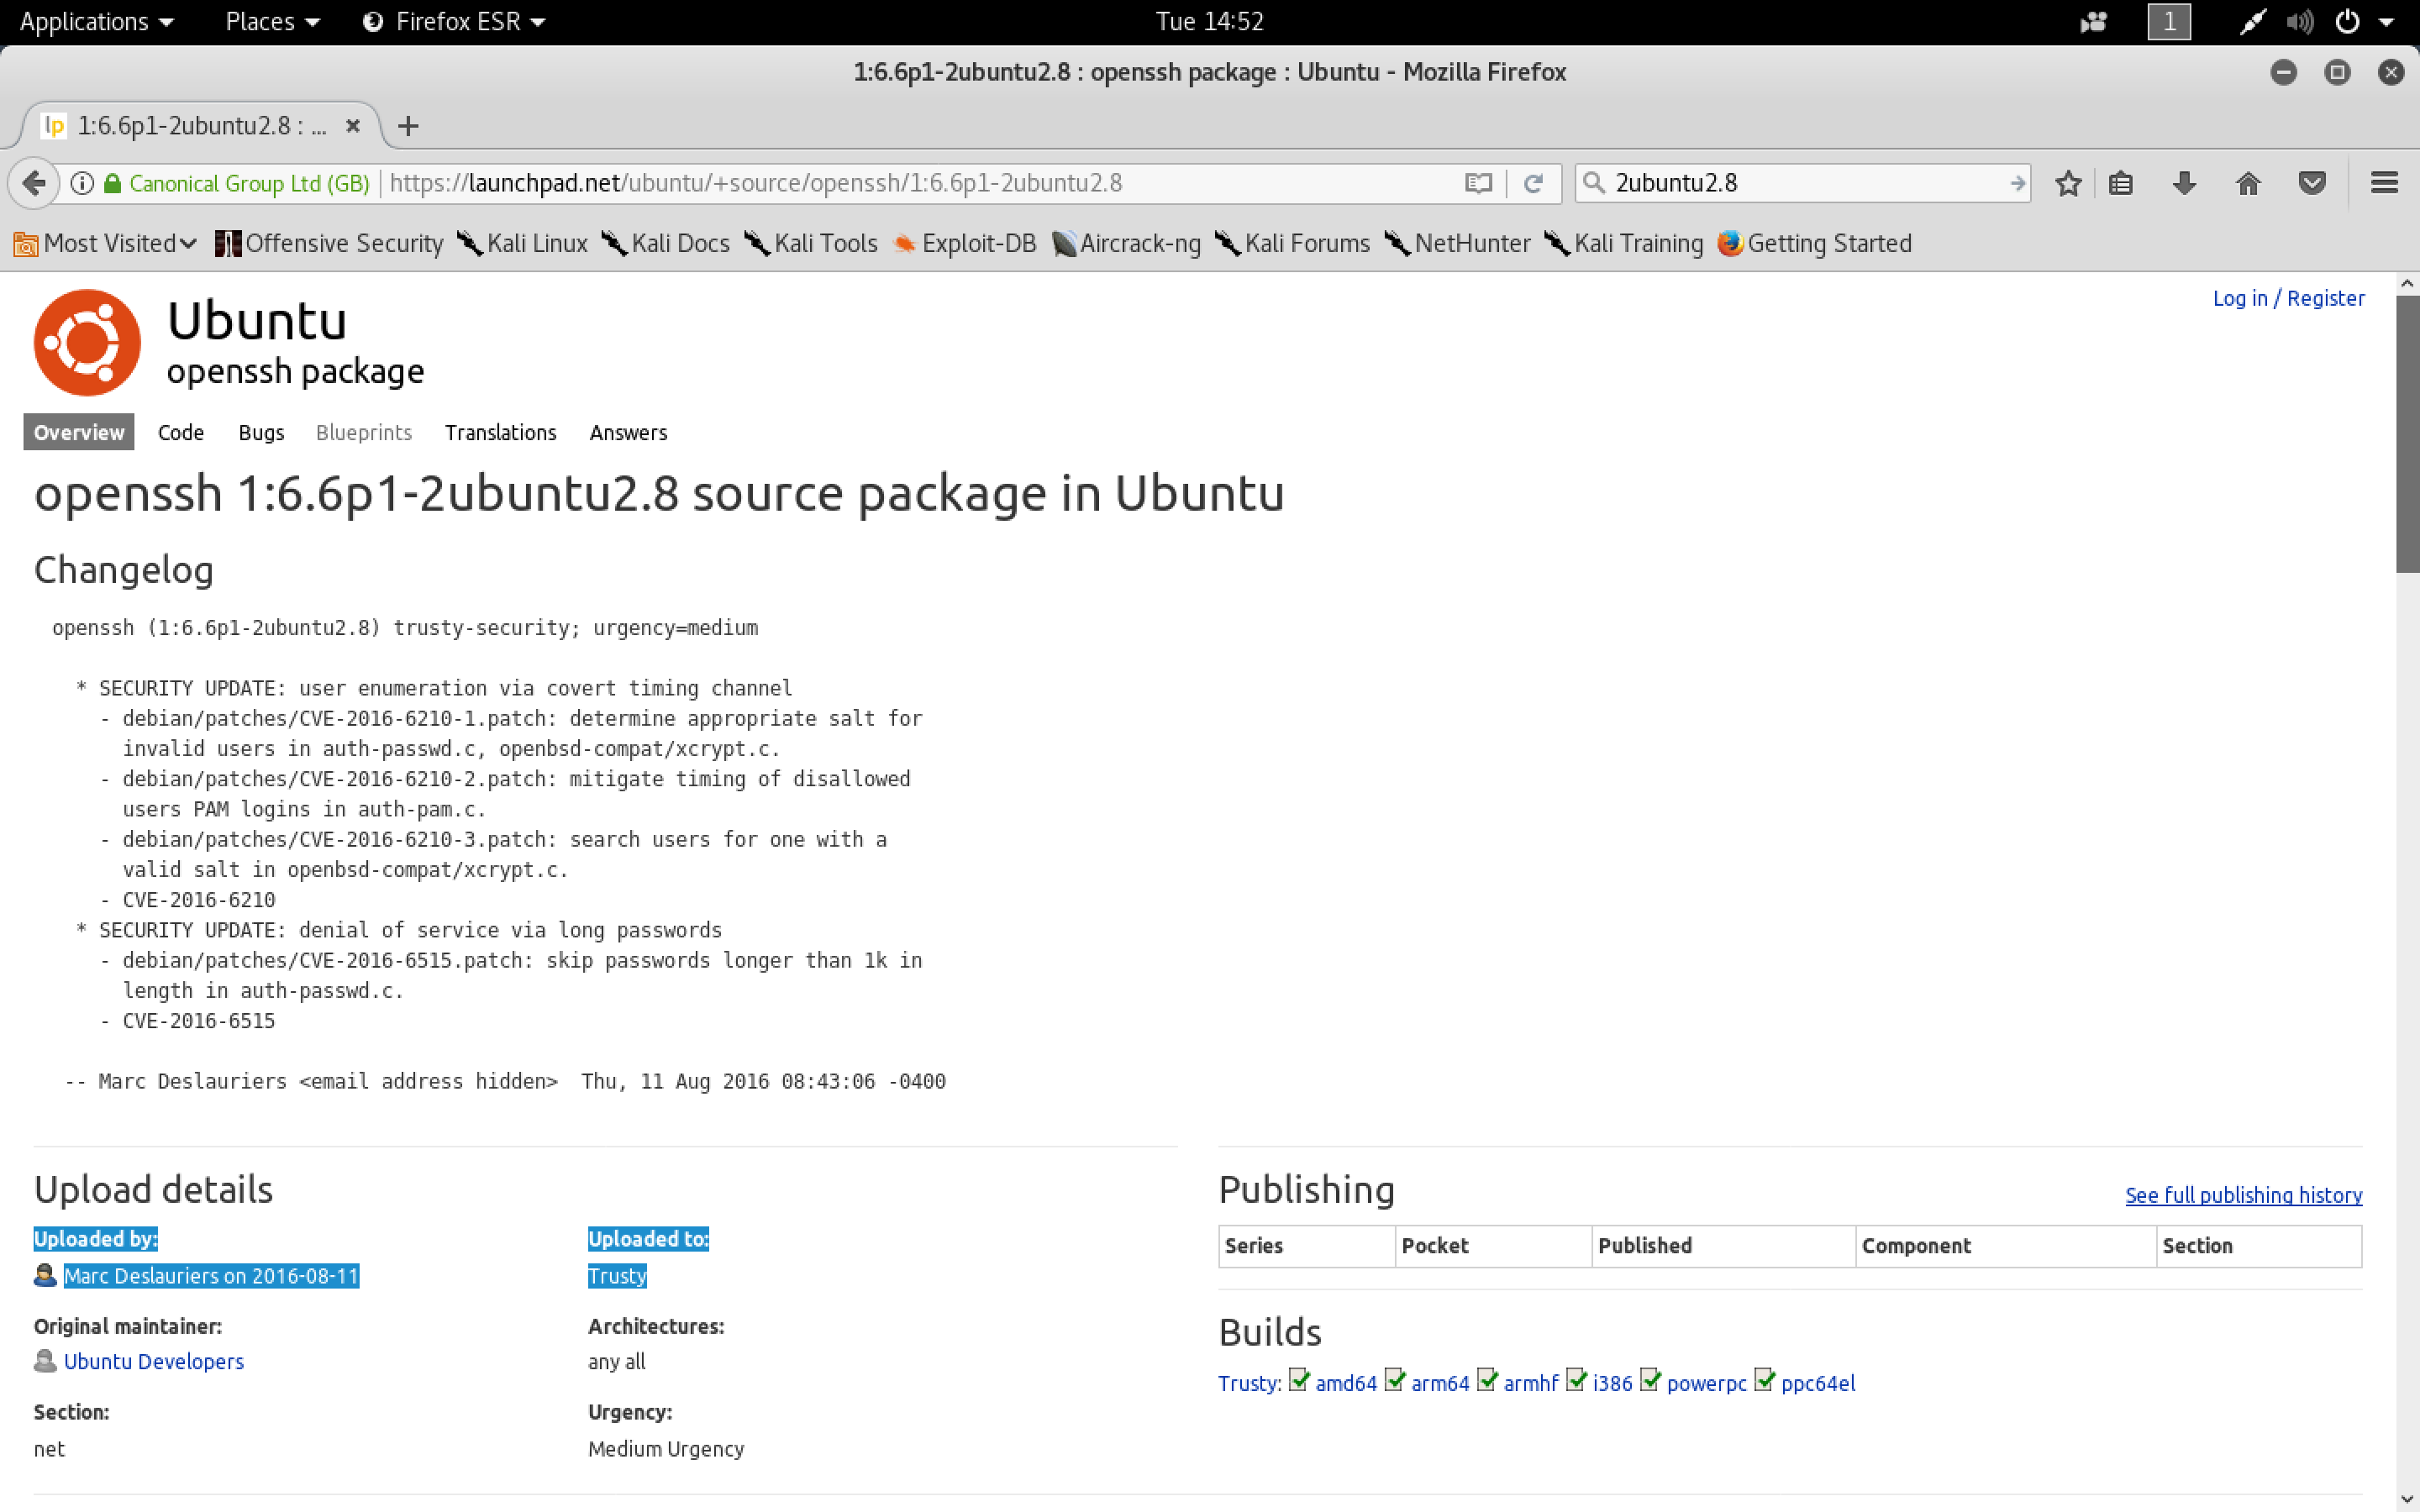 Applications Places Firefox ESR Tue 14:52 1
1:6.6p1-2ubuntu2.8 : openssh package : Ubuntu - Mozilla Firefox
lp 1:6.6p1-2ubuntu2.8 : ...
Canonical Group Ltd (GB) https://launchpad.net/ubuntu/+source/openssh/1:6.6p1-2ubuntu2.8 2ubuntu2.8
Most Visited Offensive Security Kali Linux Kali Docs Kali Tools Exploit-DB Aircrack-ng Kali Forums NetHunter Kali Training Getting Started
Log in / Register
Ubuntu
openssh package
Overview Code Bugs Blueprints Translations Answers
openssh 1:6.6p1-2ubuntu2.8 source package in Ubuntu
Changelog
openssh (1:6.6p1-2ubuntu2.8) trusty-security; urgency=medium
* SECURITY UPDATE: user enumeration via covert timing channel
- debian/patches/CVE-2016-6210-1.patch: determine appropriate salt for
invalid users in auth-passwd.c, openbsd-compat/xcrypt.c.
- debian/patches/CVE-2016-6210-2.patch: mitigate timing of disallowed
users PAM logins in auth-pam.c.
- debian/patches/CVE-2016-6210-3.patch: search users for one with a
valid salt in openbsd-compat/xcrypt.c.
- CVE-2016-6210
* SECURITY UPDATE: denial of service via long passwords
- debian/patches/CVE-2016-6515.patch: skip passwords longer than 1k in
length in auth-passwd.c.
- CVE-2016-6515
-- Marc Deslauriers <email address hidden> Thu, 11 Aug 2016 08:43:06 -0400
Upload details
Uploaded by: Uploaded to:
Marc Deslauriers on 2016-08-11 Trusty
Original maintainer: Architectures:
Ubuntu Developers any all
Section: Urgency:
net Medium Urgency
Publishing See full publishing history
Series Pocket Published Component Section
Builds
Trusty: amd64 arm64 armhf i386 powerpc ppc64el